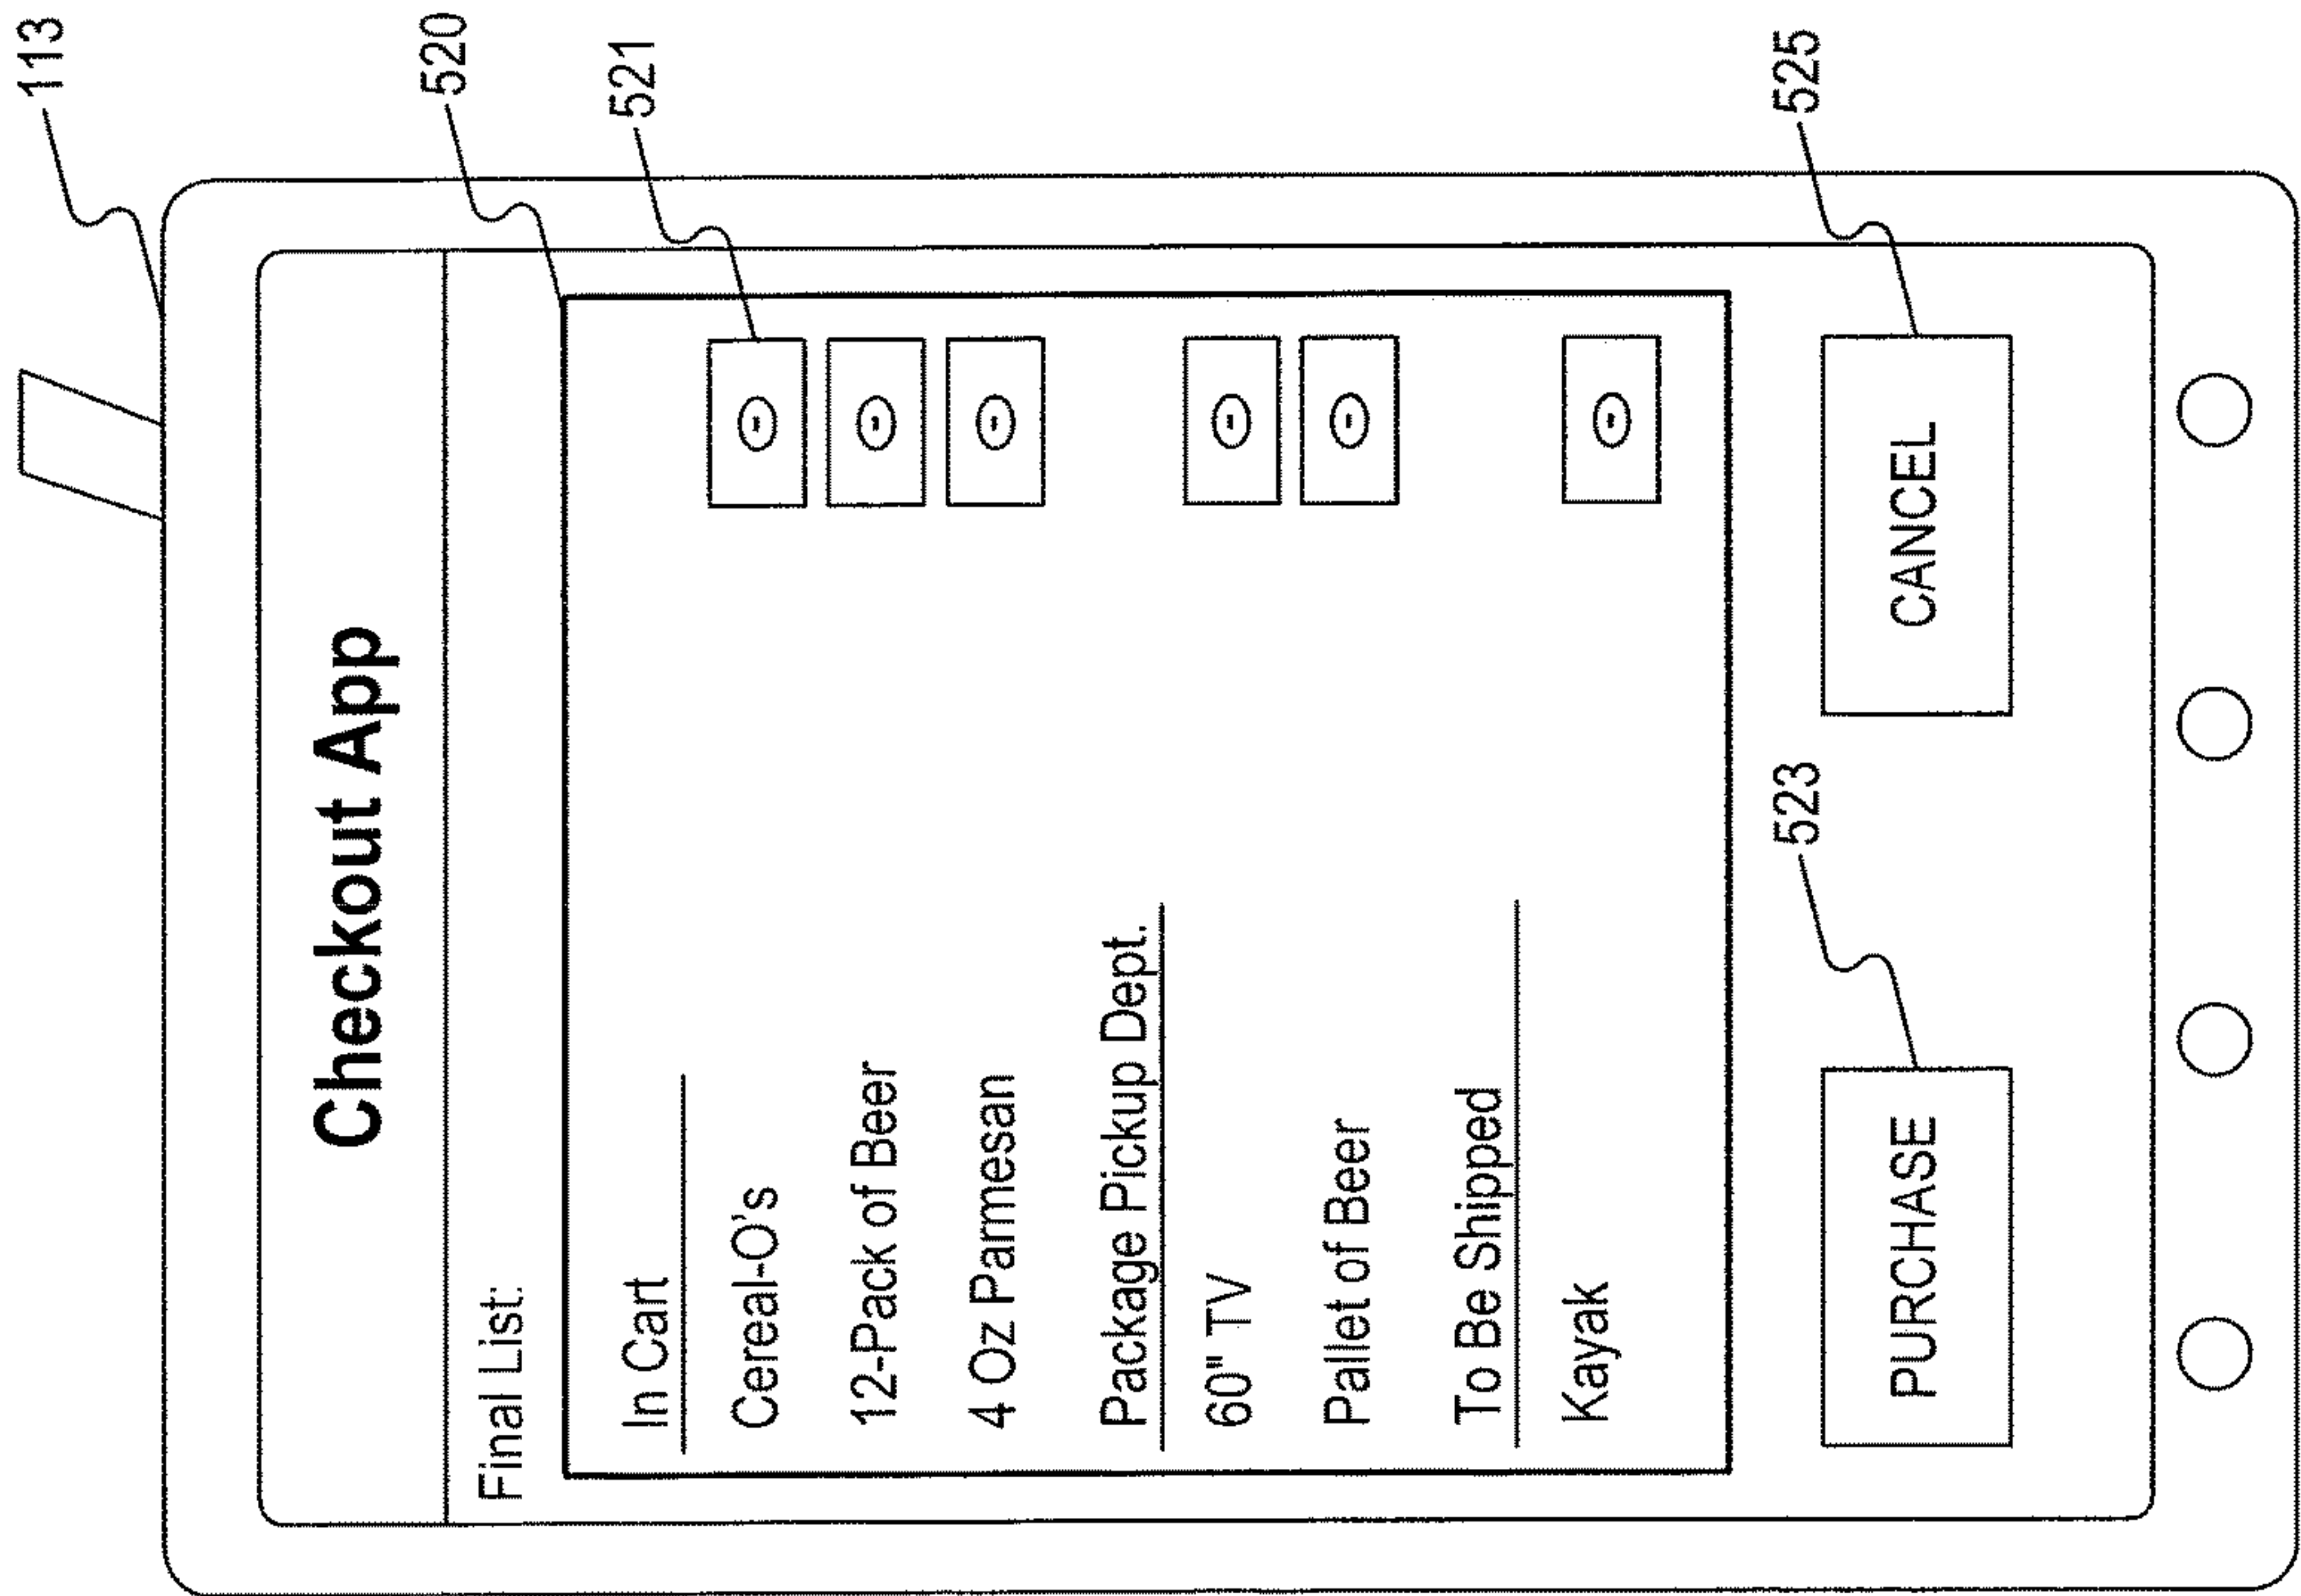 113
Checkout App
520
Final List:
In Cart
521
Cereal-O's
12-Pack of Beer
4 Oz Parmesan
Package Pickup Dept.
60" TV
Pallet of Beer
To Be Shipped
Kayak
523
525
PURCHASE
CANCEL